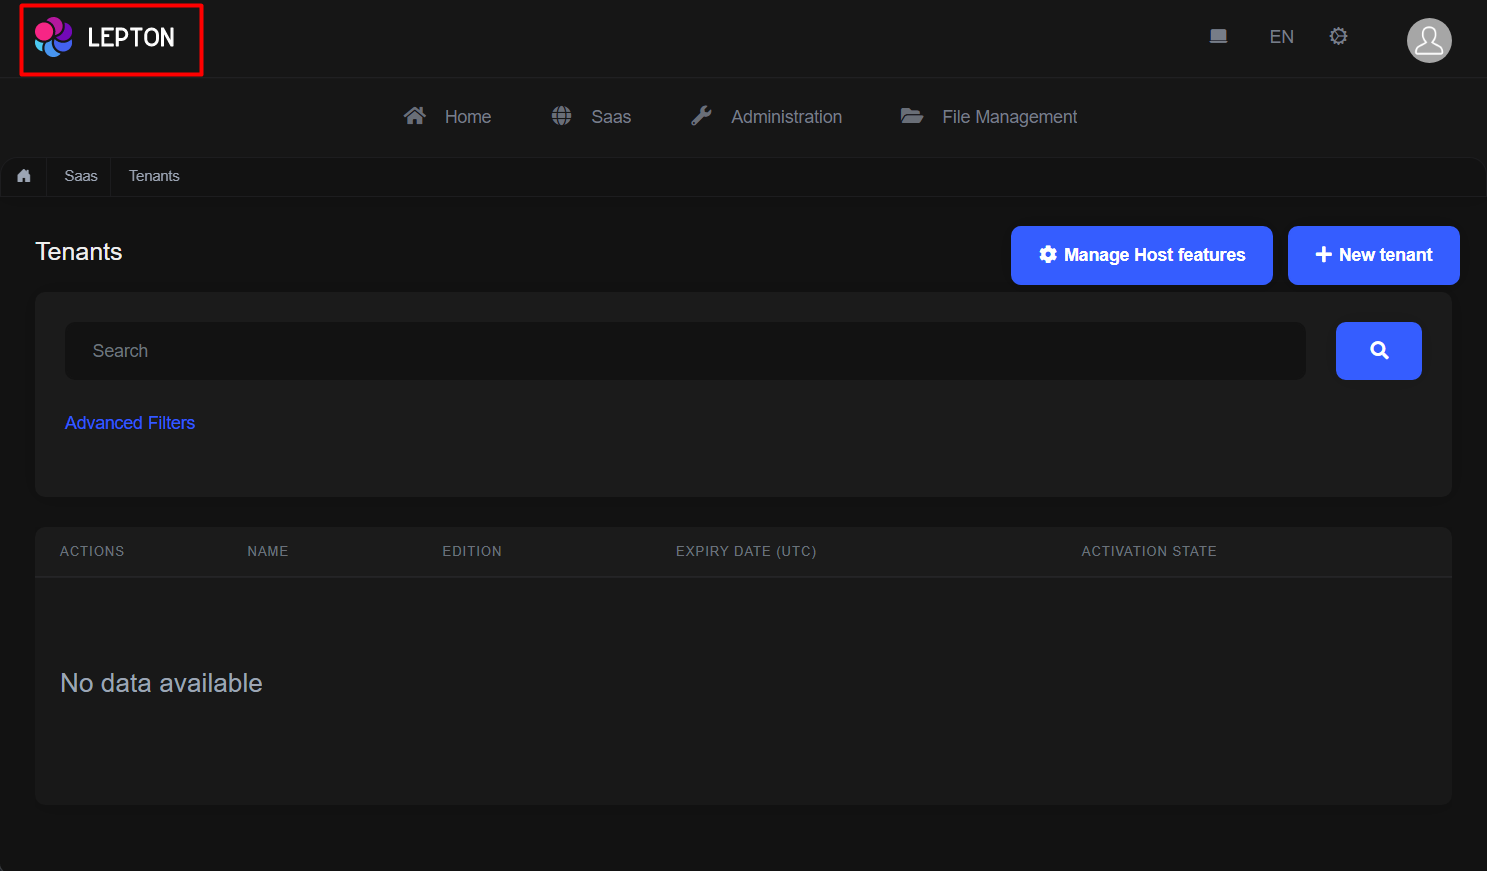 LEPTON
EN
Home
Saas
Administration
File Management
Saas
Tenants
Tenants
Manage Host features
New tenant
Search
Advanced Filters
ACTIONS
NAME
EDITION
EXPIRY DATE (UTC)
ACTIVATION STATE
No data available